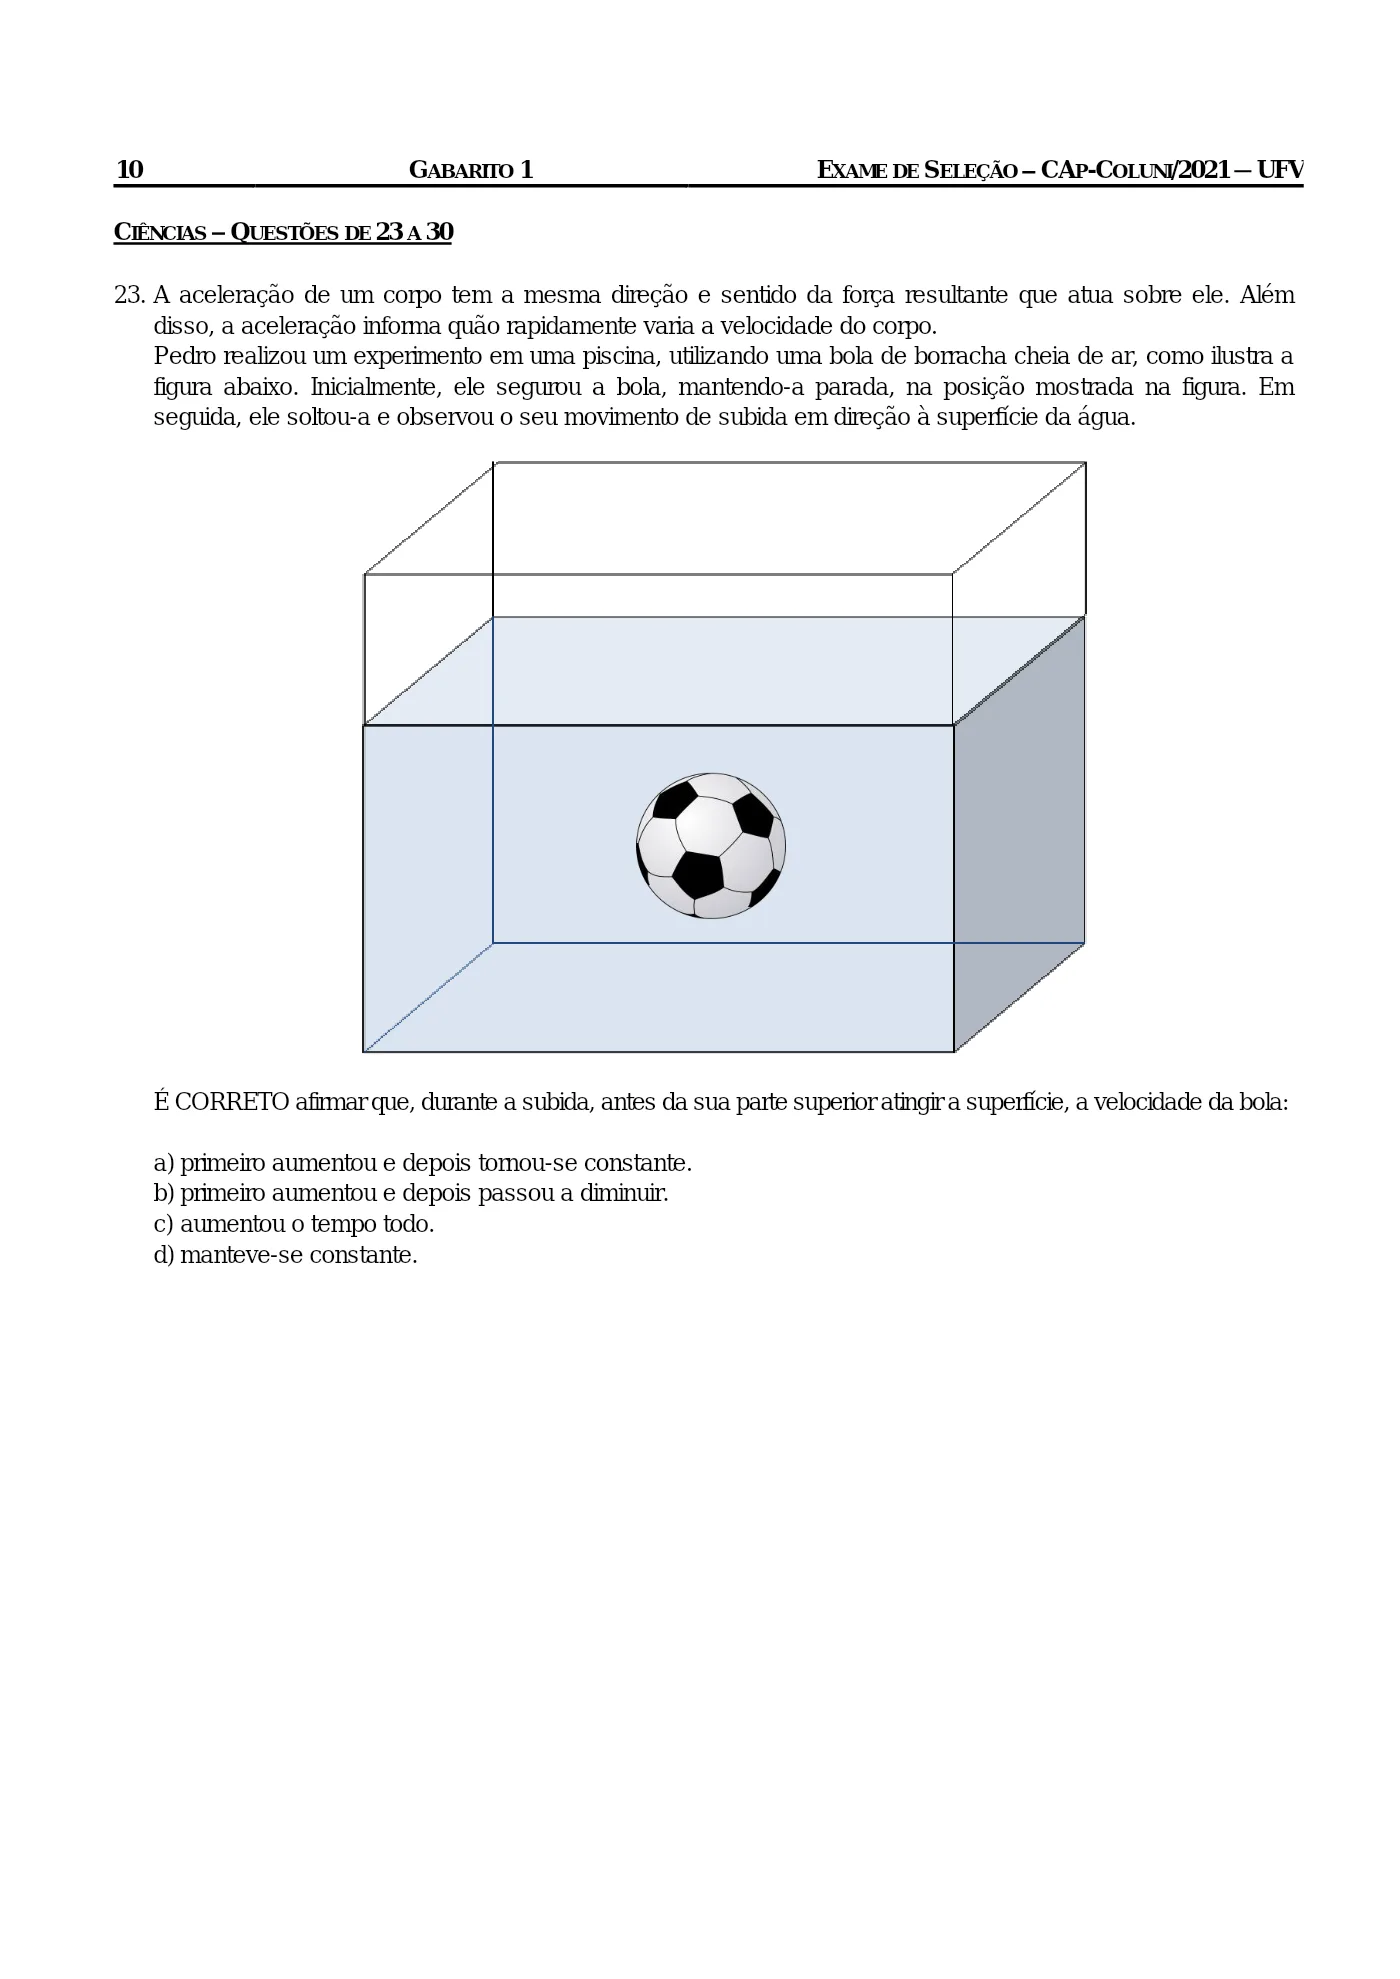 10 GABARITO 1 EXAME DE SELEÇÃO – CAP-COLUNI/2021 — UFV
CIÊNCIAS – QUESTÕES DE 23 A 30
23. A aceleração de um corpo tem a mesma direção e sentido da força resultante que atua sobre ele. Além
disso, a aceleração informa quão rapidamente varia a velocidade do corpo.
Pedro realizou um experimento em uma piscina, utilizando uma bola de borracha cheia de ar, como ilustra a
figura abaixo. Inicialmente, ele segurou a bola, mantendo-a parada, na posição mostrada na figura. Em
seguida, ele soltou-a e observou o seu movimento de subida em direção à superfície da água.
É CORRETO afirmar que, durante a subida, antes da sua parte superior atingir a superfície, a velocidade da bola:
a) primeiro aumentou e depois tornou-se constante.
b) primeiro aumentou e depois passou a diminuir.
c) aumentou o tempo todo.
d) manteve-se constante.